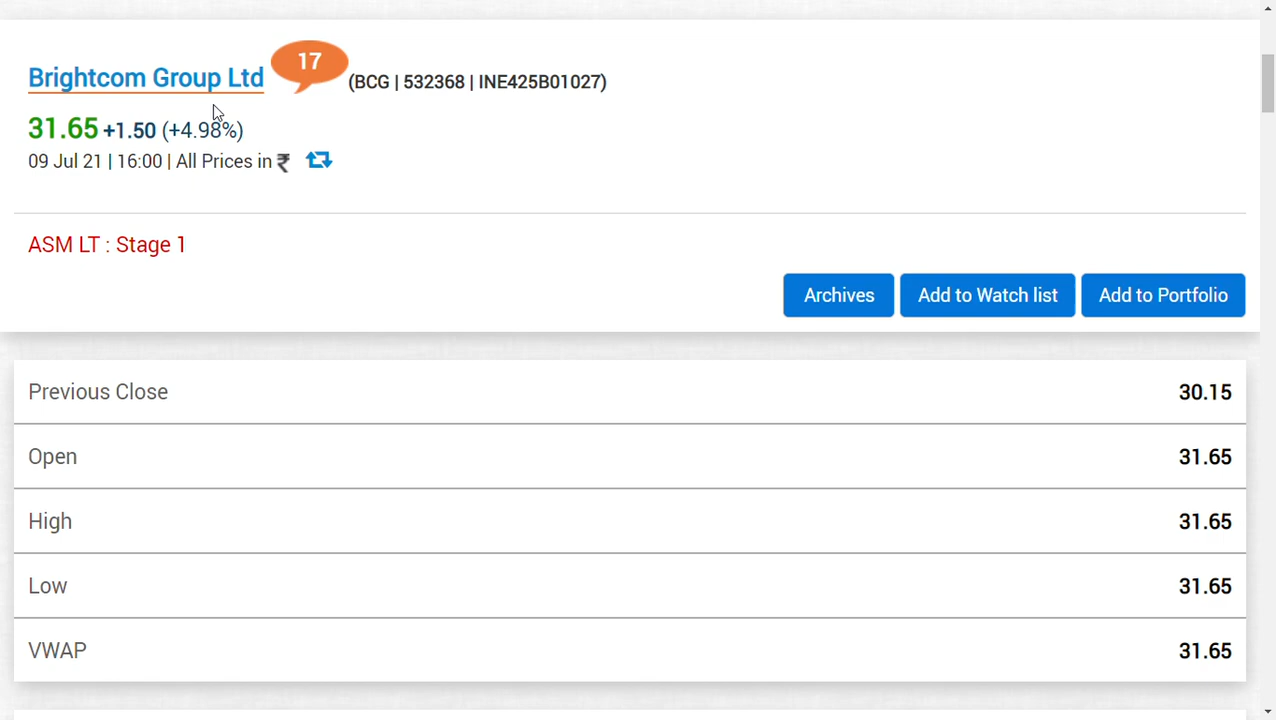 Brightcom Group Ltd 17 (BCG | 532368 | INE425B01027)
31.65 +1.50 (+4.98%)
09 Jul 21 | 16:00 | All Prices in ₹
ASM LT : Stage 1
Archives Add to Watch list Add to Portfolio
Previous Close 30.15
Open 31.65
High 31.65
Low 31.65
VWAP 31.65